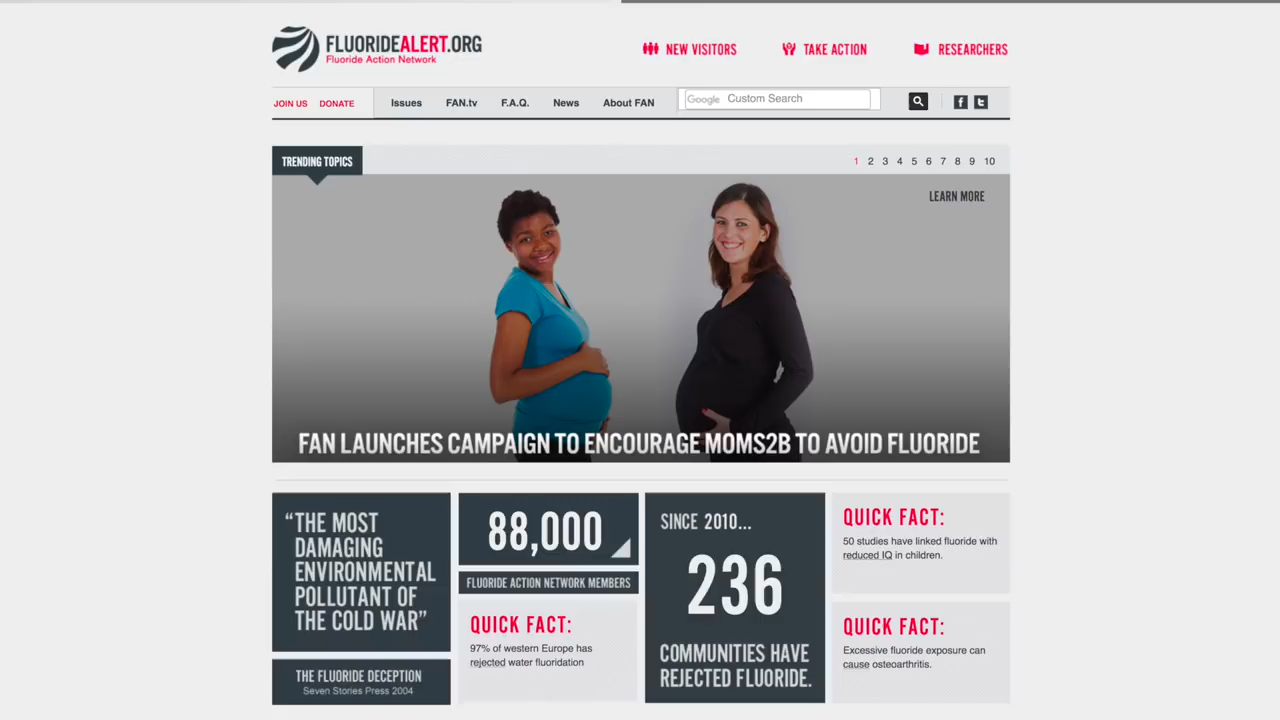 FLUORIDEALERT.ORG
Fluoride Action Network
NEW VISITORS
TAKE ACTION
RESEARCHERS
JOIN US
DONATE
Issues
FAN.tv
F.A.Q.
News
About FAN
Google Custom Search
f
t
TRENDING TOPICS
1 2 3 4 5 6 7 8 9 10
LEARN MORE
FAN LAUNCHES CAMPAIGN TO ENCOURAGE MOMS2B TO AVOID FLUORIDE
“THE MOST
DAMAGING
ENVIRONMENTAL
POLLUTANT OF
THE COLD WAR”
THE FLUORIDE DECEPTION
Seven Stories Press 2004
88,000
FLUORIDE ACTION NETWORK MEMBERS
QUICK FACT:
97% of western Europe has
rejected water fluoridation
SINCE 2010...
236
COMMUNITIES HAVE
REJECTED FLUORIDE.
QUICK FACT:
50 studies have linked fluoride with
reduced IQ in children.
QUICK FACT:
Excessive fluoride exposure can
cause osteoarthritis.